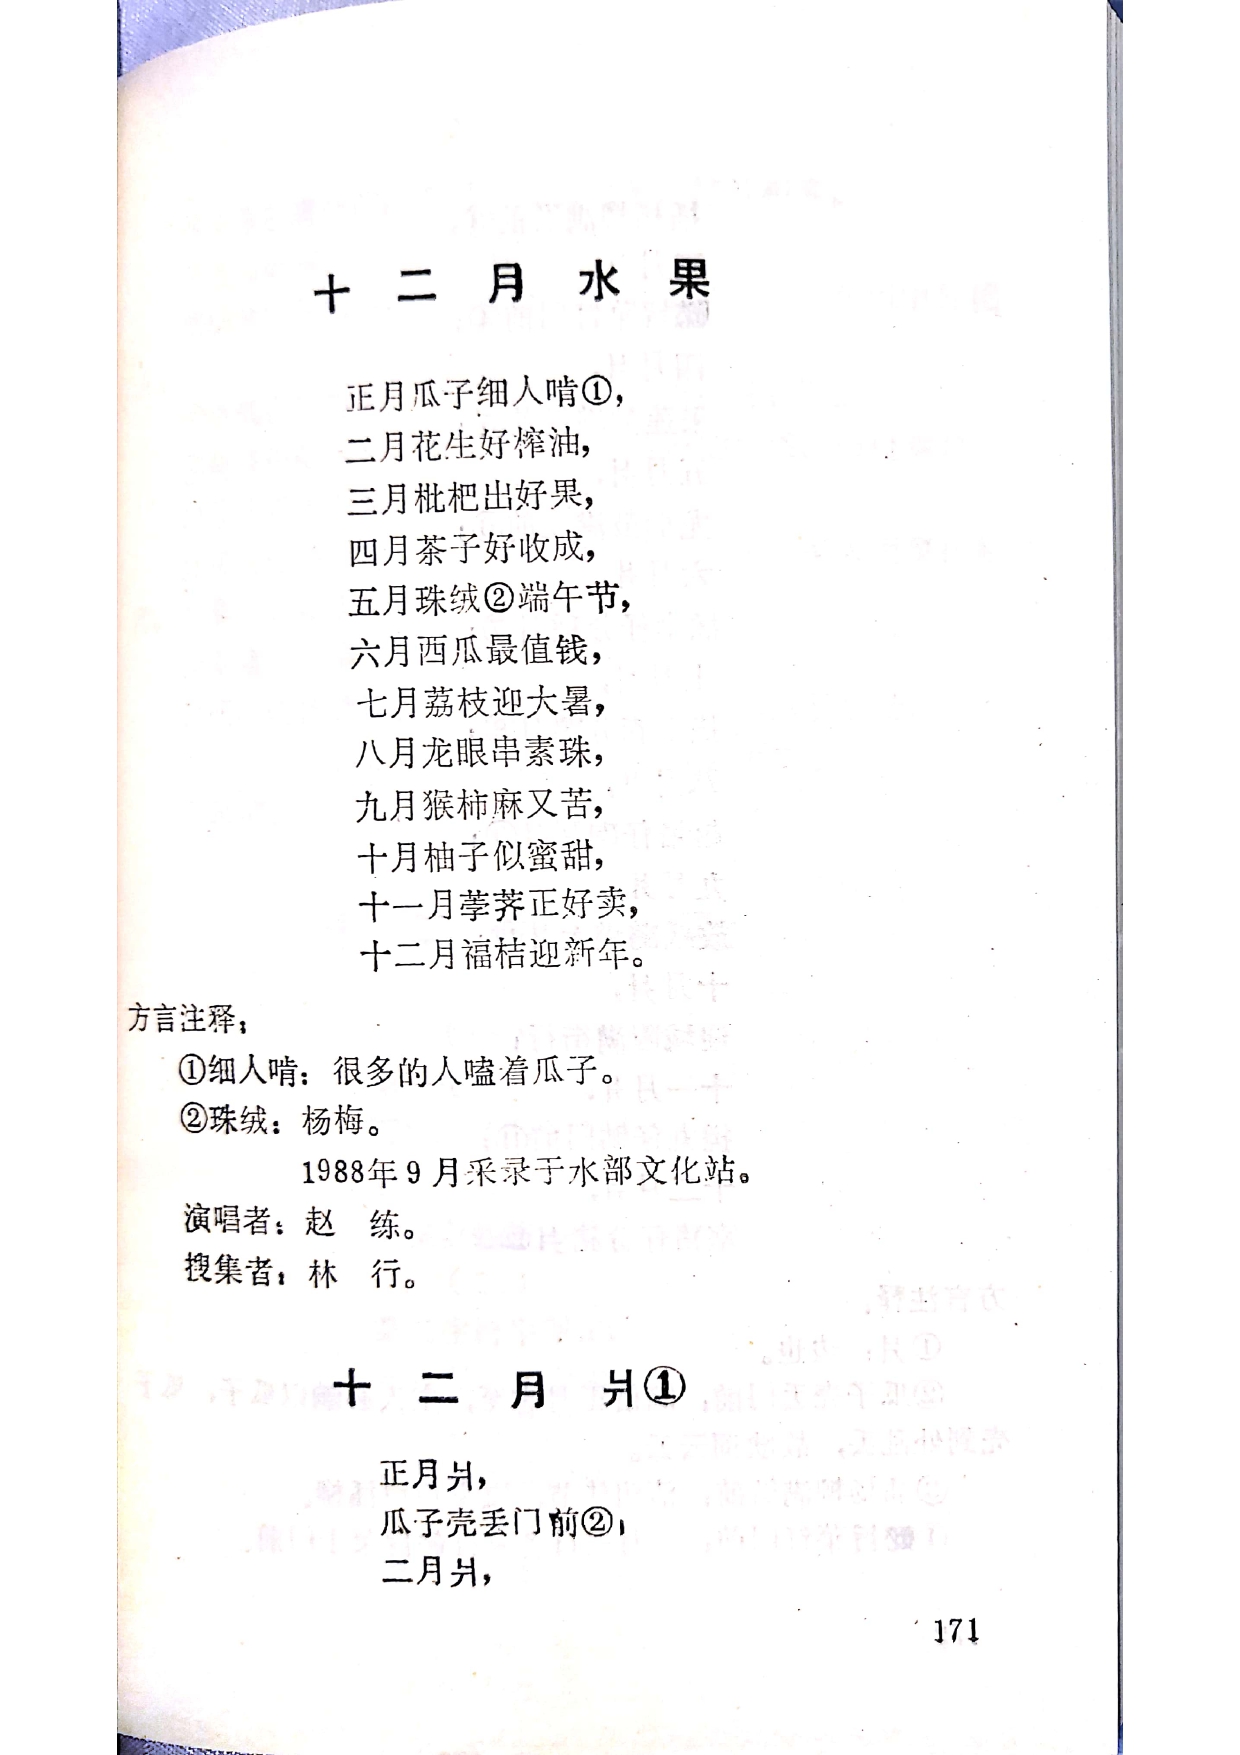 十二月水果
正月瓜子细人啃①，
二月花生好榨油，
三月枇杷出好果，
四月茶子好收成，
五月珠绒②端午节，
六月西瓜最值钱，
七月荔枝迎大暑，
八月龙眼串素珠，
九月猴柿麻又苦，
十月柚子似蜜甜，
十一月荸荠正好卖，
十二月福桔迎新年。
方言注释：
①细人啃：很多的人嗑着瓜子。
②珠绒：杨梅。
1988年9月采录于水部文化站。
演唱者：赵　练。
搜集者：林　行。
十二月爿①
正月爿，
瓜子壳丢门前②；
二月爿，
171